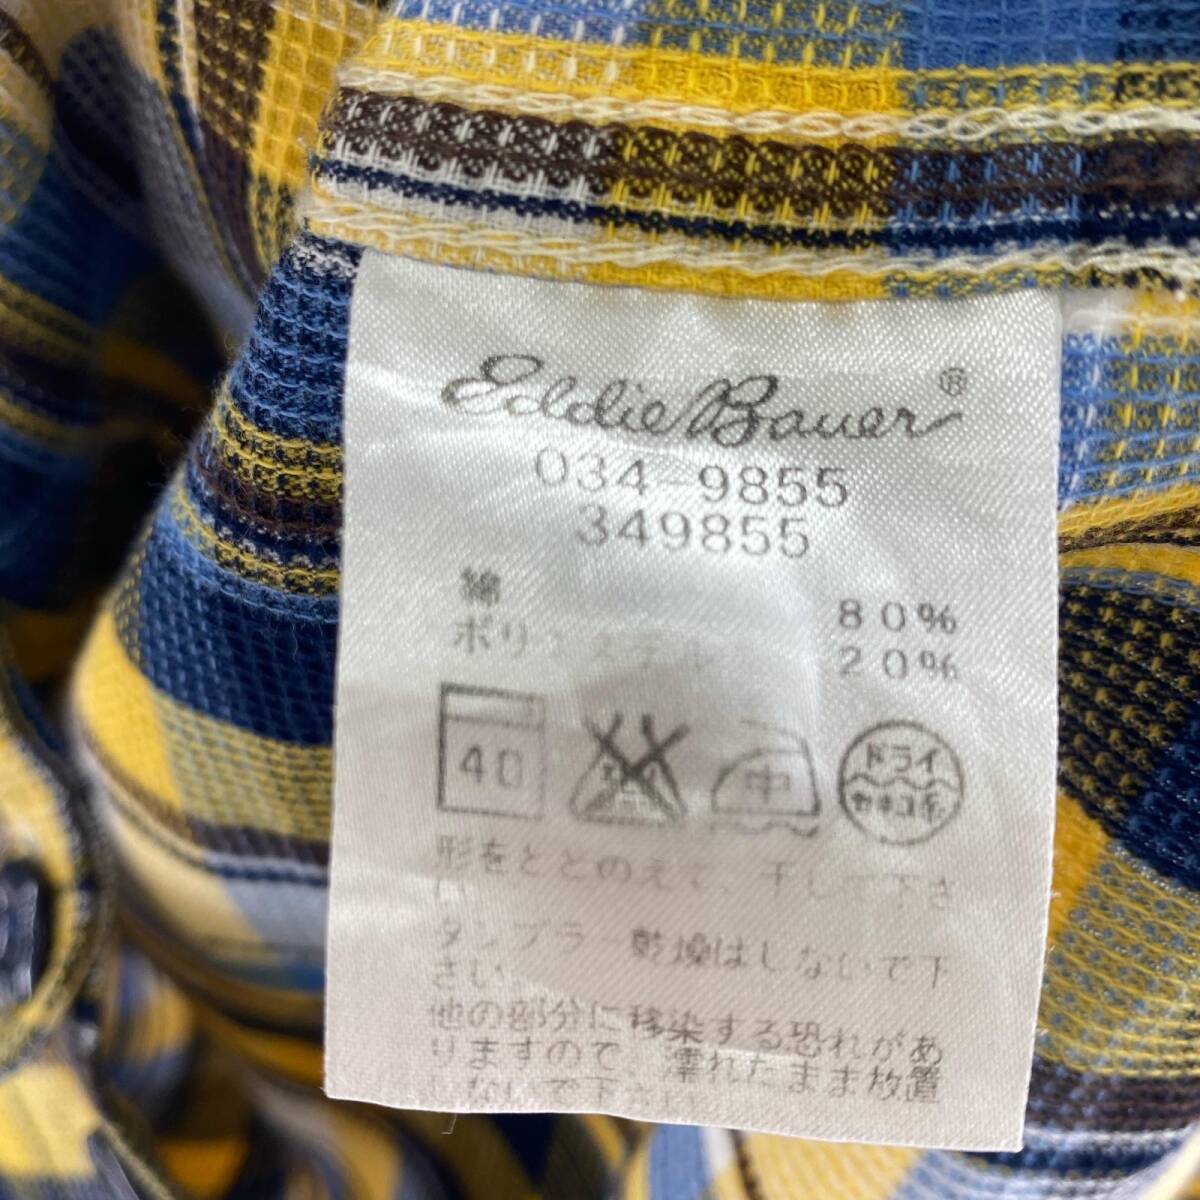 Eddie Bauer®
034-9855
349855
綿 80%
ポリエステル 20%
40 中 ドライ
セキユ系
形をととのえて、干して下さ
い。
タンブラー乾燥はしないで下
さい。
他の部分に移染する恐れがあ
りますので、濡れたまま放置
しないで下さい。